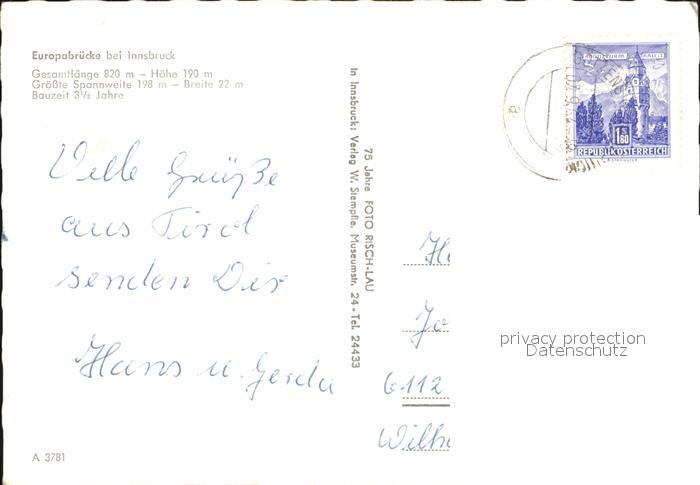 Europabrücke bei Innsbruck
Gesamtlänge 820 m – Höhe 190 m
Größte Spannweite 198 m – Breite 22 m
Bauzeit 3½ Jahre
Viele Grüße
aus Tirol
senden Dir
Hans u. Gerda
A 3781
75 Jahre FOTO RISCH-LAU
In Innsbruck: Verlag W. Stempfle, Museumstr. 24 - Tel. 24433
1.60
REPUBLIK ÖSTERREICH
6112
privacy protection
Datenschutz